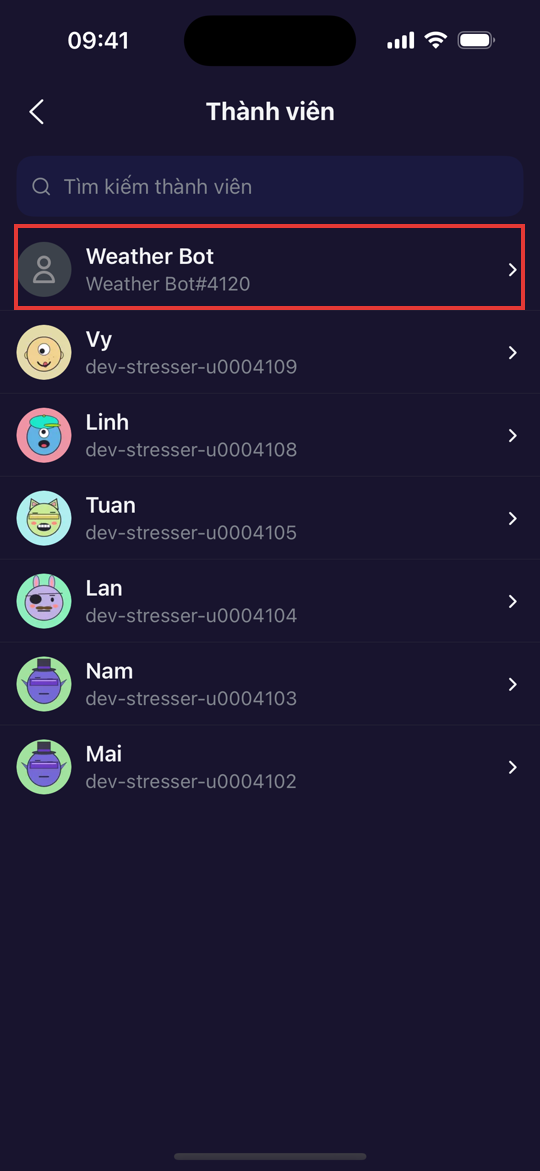 09:41
Thành viên
Tìm kiếm thành viên
Weather Bot
Weather Bot#4120
Vy
dev-stresser-u0004109
Linh
dev-stresser-u0004108
Tuan
dev-stresser-u0004105
Lan
dev-stresser-u0004104
Nam
dev-stresser-u0004103
Mai
dev-stresser-u0004102